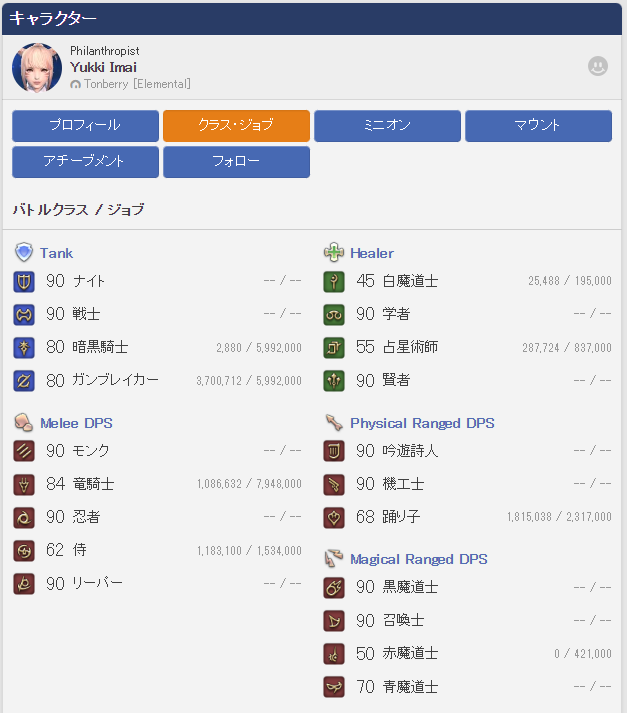 キャラクター
Philanthropist
Yukki Imai
Tonberry [Elemental]
プロフィール
クラス・ジョブ
ミニオン
マウント
アチーブメント
フォロー
バトルクラス / ジョブ
Tank
90 ナイト -- / --
90 戦士 -- / --
80 暗黒騎士 2,880 / 5,992,000
80 ガンブレイカー 3,700,712 / 5,992,000
Healer
45 白魔道士 25,488 / 195,000
90 学者 -- / --
55 占星術師 287,724 / 837,000
90 賢者 -- / --
Melee DPS
90 モンク -- / --
84 竜騎士 1,086,632 / 7,948,000
90 忍者 -- / --
62 侍 1,183,100 / 1,534,000
90 リーパー -- / --
Physical Ranged DPS
90 吟遊詩人 -- / --
90 機工士 -- / --
68 踊り子 1,815,038 / 2,317,000
Magical Ranged DPS
90 黒魔道士 -- / --
90 召喚士 -- / --
50 赤魔道士 0 / 421,000
70 青魔道士 -- / --